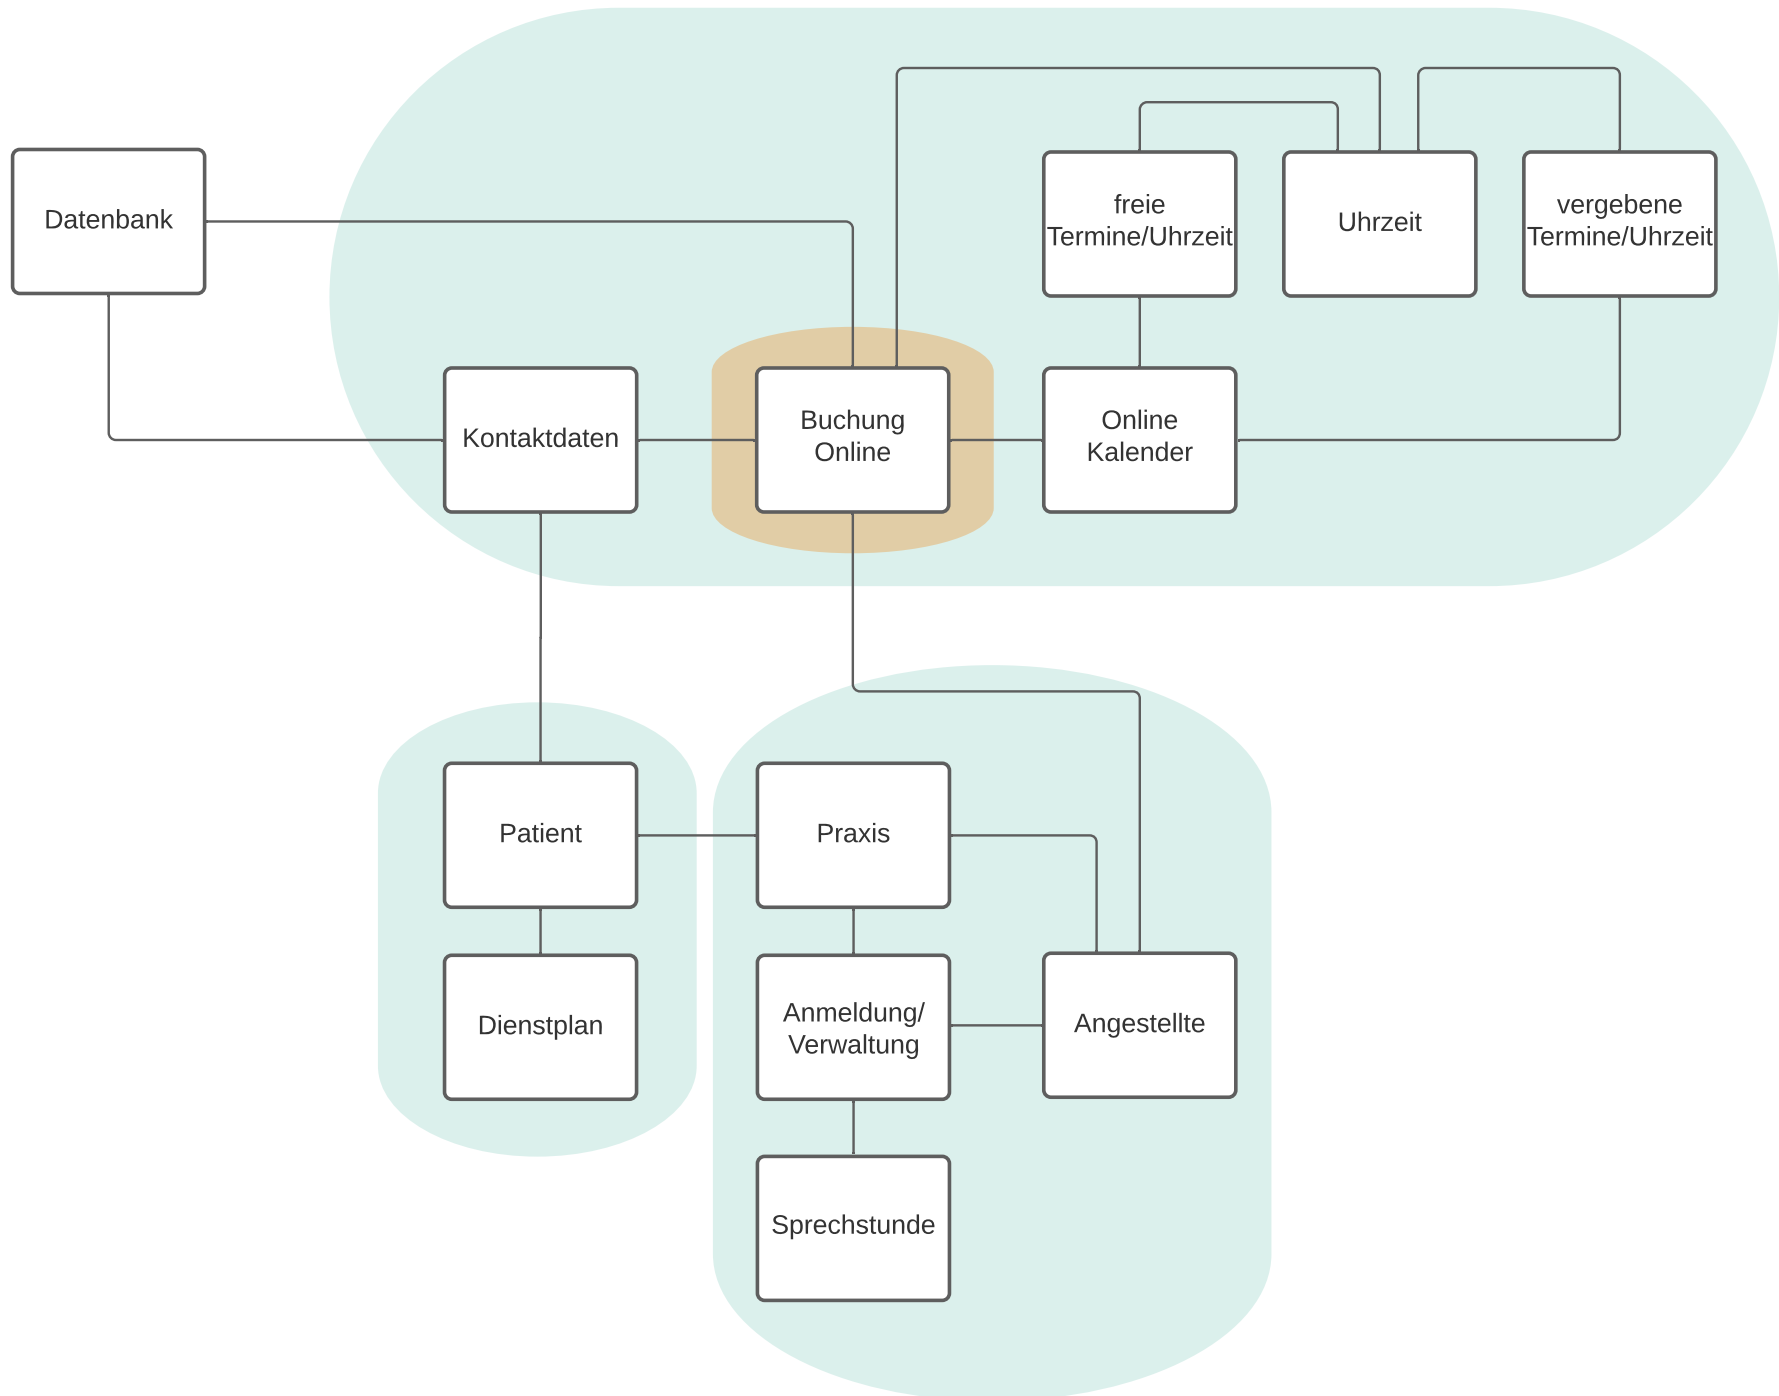 Datenbank
freie
Termine/Uhrzeit
Uhrzeit
vergebene
Termine/Uhrzeit
Kontaktdaten
Buchung
Online
Online
Kalender
Patient
Praxis
Dienstplan
Anmeldung/
Verwaltung
Angestellte
Sprechstunde